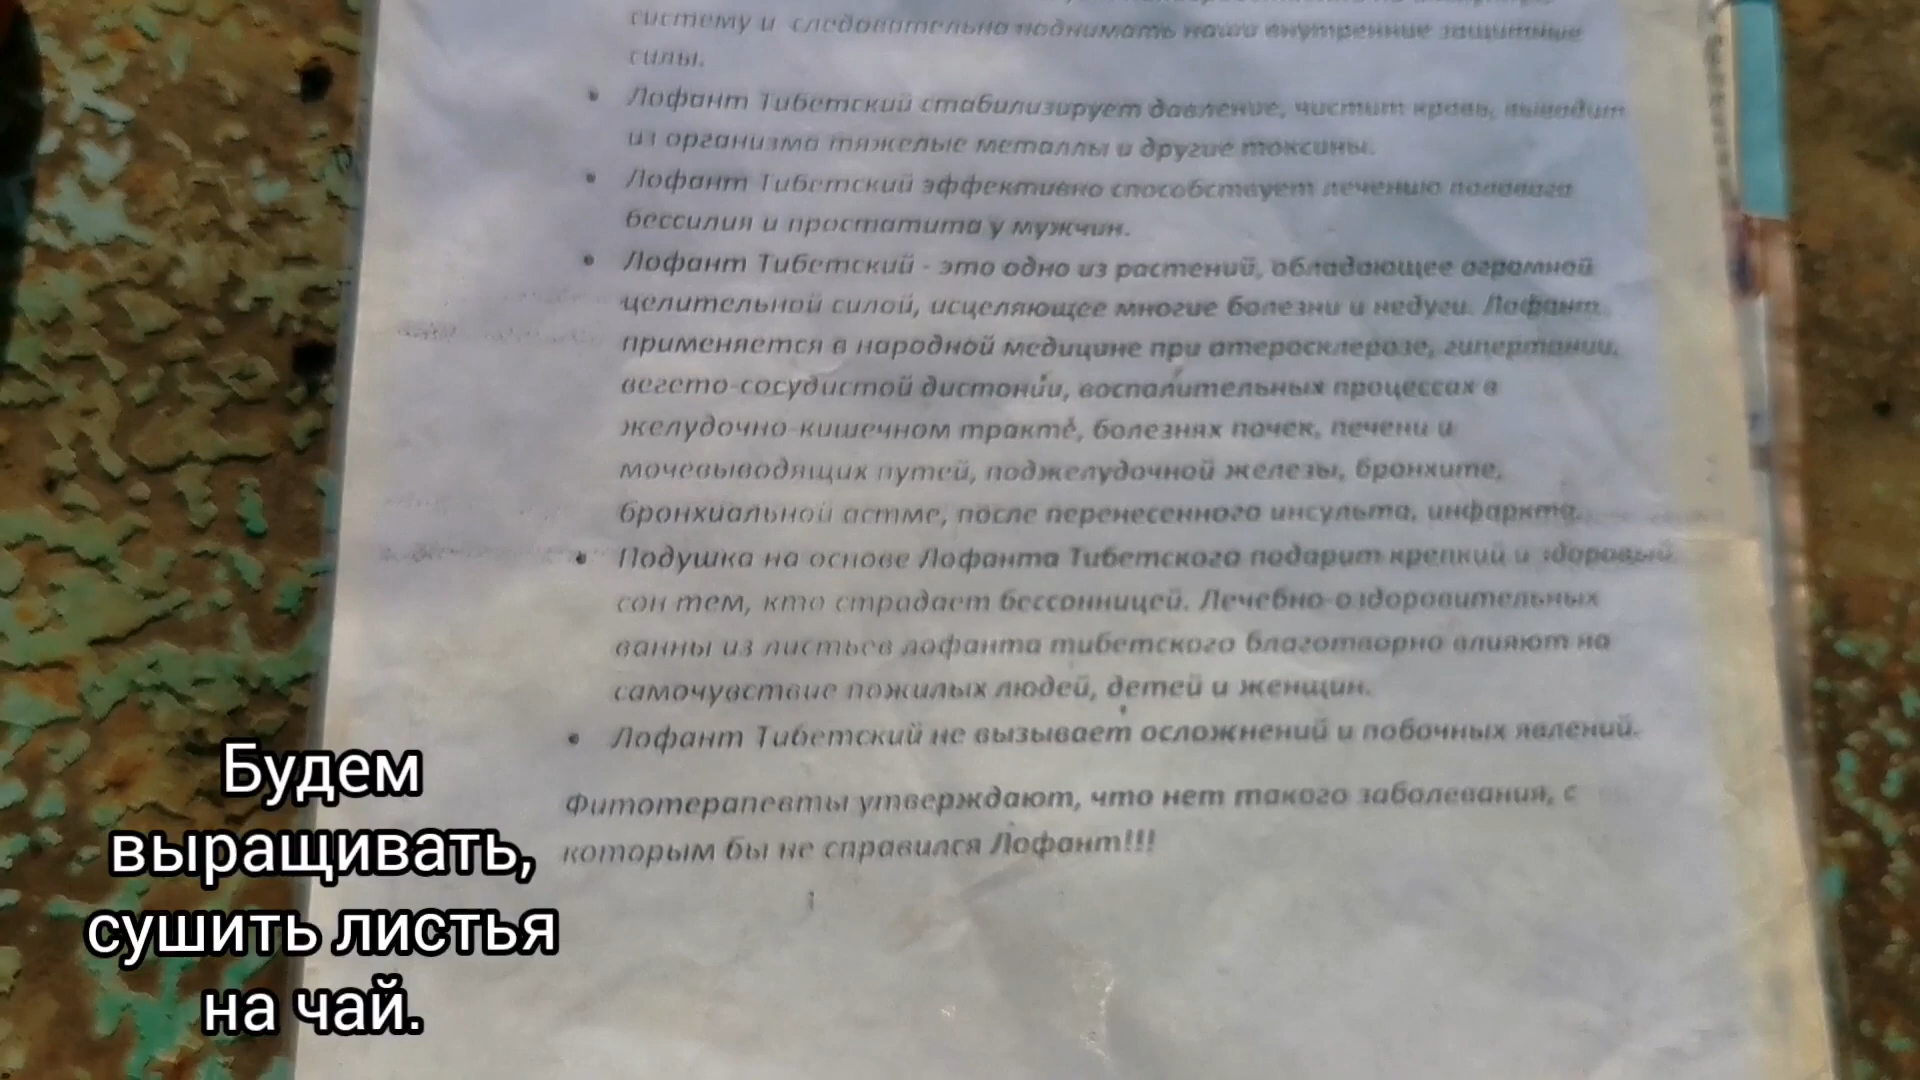 систему и следовательно поднимать наши внутренние защитные
силы.
• Лофант Тибетский стабилизирует давление, чистит кровь, выводит
из организма тяжелые металлы и другие токсины.
• Лофант Тибетский эффективно способствует лечению полового
бессилия и простатита у мужчин.
• Лофант Тибетский - это одно из растений, обладающее огромной
целительной силой, исцеляющее многие болезни и недуги. Лофант
применяется в народной медицине при атеросклерозе, гипертонии,
вегето-сосудистой дистонии, воспалительных процессах в
желудочно-кишечном тракте, болезнях почек, печени и
мочевыводящих путей, поджелудочной железы, бронхите,
бронхиальной астме, после перенесенного инсульта, инфаркта.
• Подушка на основе Лофанта Тибетского подарит крепкий и здоровый
сон тем, кто страдает бессонницей. Лечебно-оздоровительных
ванны из листьев лофанта тибетского благотворно влияют на
самочувствие пожилых людей, детей и женщин.
• Лофант Тибетский не вызывает осложнений и побочных явлений.
Фитотерапевты утверждают, что нет такого заболевания, с
которым бы не справился Лофант!!!
Будем
выращивать,
сушить листья
на чай.